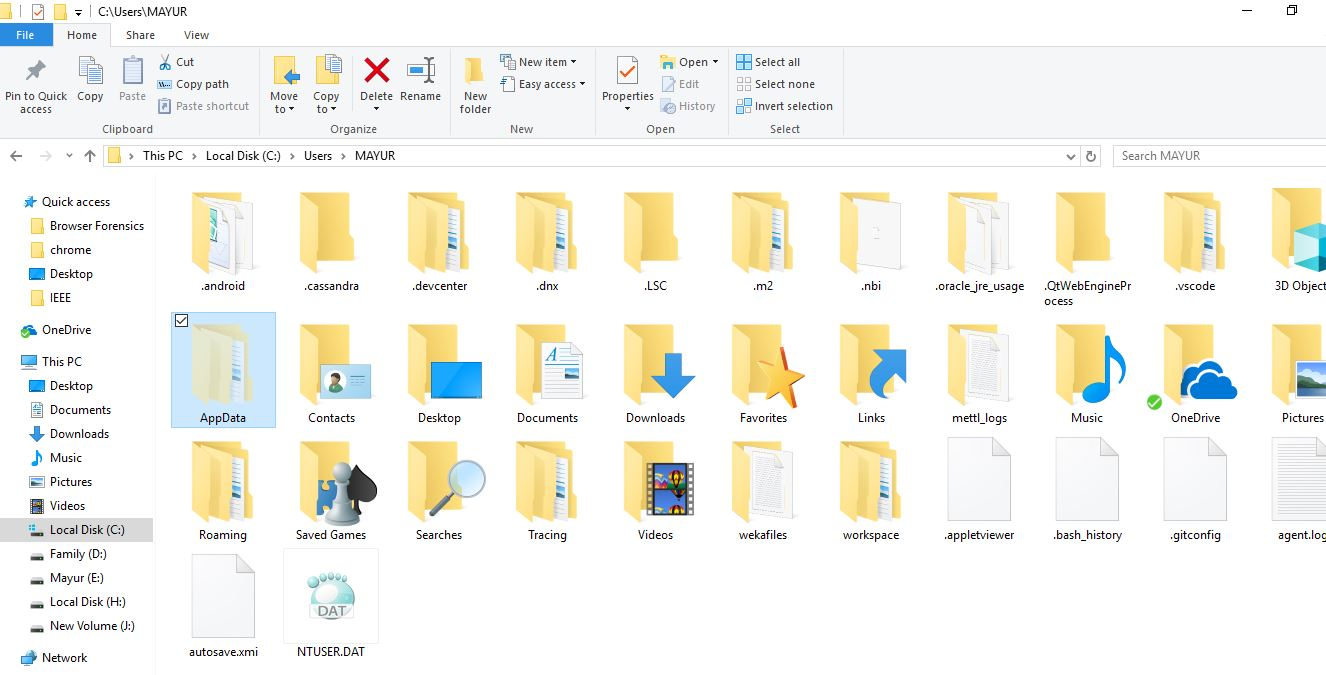 C:\Users\MAYUR
File Home Share View
Pin to Quick access
Copy
Paste
Cut
Copy path
Paste shortcut
Clipboard
Move to
Copy to
Delete
Rename
Organize
New folder
New item
Easy access
New
Properties
Open
Edit
History
Open
Select all
Select none
Invert selection
Select
This PC > Local Disk (C:) > Users > MAYUR
Search MAYUR
Quick access
Browser Forensics
chrome
Desktop
IEEE
OneDrive
This PC
Desktop
Documents
Downloads
Music
Pictures
Videos
Local Disk (C:)
Family (D:)
Mayur (E:)
Local Disk (H:)
New Volume (J:)
Network
.android .cassandra .devcenter .dnx .LSC .m2 .nbi .oracle_jre_usage .QtWebEnginePr .vscode 3D Object
ocess
AppData Contacts Desktop Documents Downloads Favorites Links mettl_logs Music OneDrive Pictures
Roaming Saved Games Searches Tracing Videos wekafiles workspace .appletviewer .bash_history .gitconfig agent.log
DAT
autosave.xmi NTUSER.DAT